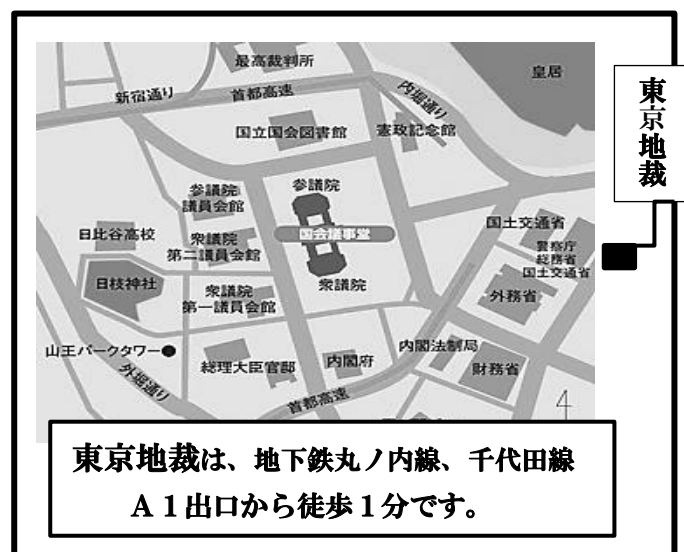 最高裁判所
皇居
新宿通り
首都高速
内堀通り
東京地裁
国立国会図書館
憲政記念館
参議院
議員会館
参議院
国土交通省
日比谷高校
衆議院
第二議員会館
国会議事堂
警察庁
総務省
国土交通省
日枝神社
衆議院
第一議員会館
衆議院
外務省
山王パークタワー
外堀通り
総理大臣官邸
内閣府
内閣法制局
財務省
首都高速
4
東京地裁は、地下鉄丸ノ内線、千代田線
A1出口から徒歩1分です。